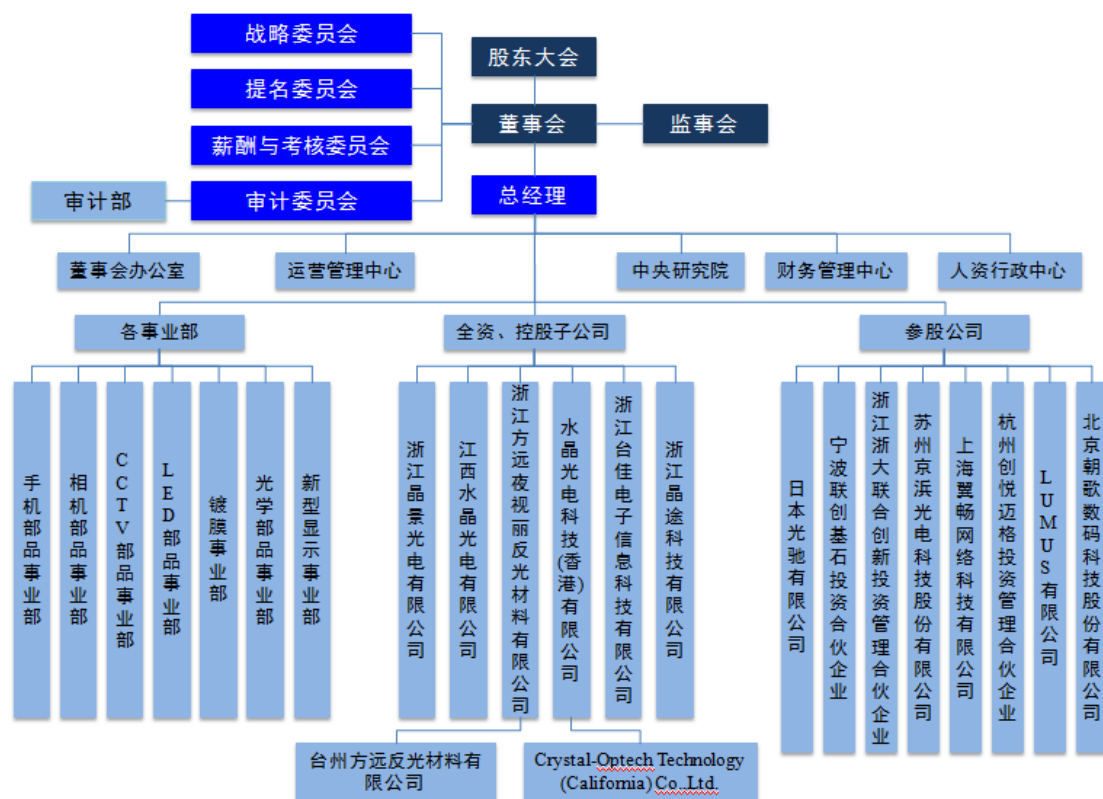 战略委员会
股东大会
提名委员会
董事会
监事会
薪酬与考核委员会
审计部
审计委员会
总经理
董事会办公室
运营管理中心
中央研究院
财务管理中心
人资行政中心
各事业部
全资、控股子公司
参股公司
手机部品事业部
相机部品事业部
CCTV部品事业部
LED部品事业部
镀膜事业部
光学部品事业部
新型显示事业部
浙江晶景光电有限公司
江西水晶光电有限公司
浙江方远夜视丽反光材料有限公司
水晶光电科技(香港)有限公司
浙江台佳电子信息科技有限公司
浙江晶途科技有限公司
日本光驰有限公司
宁波联创基石投资合伙企业
浙江浙大联合创新投资管理合伙企业
苏州京浜光电科技股份有限公司
上海翼畅网络科技有限公司
杭州创悦迈格投资管理合伙企业
LUMUS有限公司
北京朝歌数码科技股份有限公司
台州方远反光材料有
限公司
Crystal-Optech Technology
(California) Co.,Ltd.